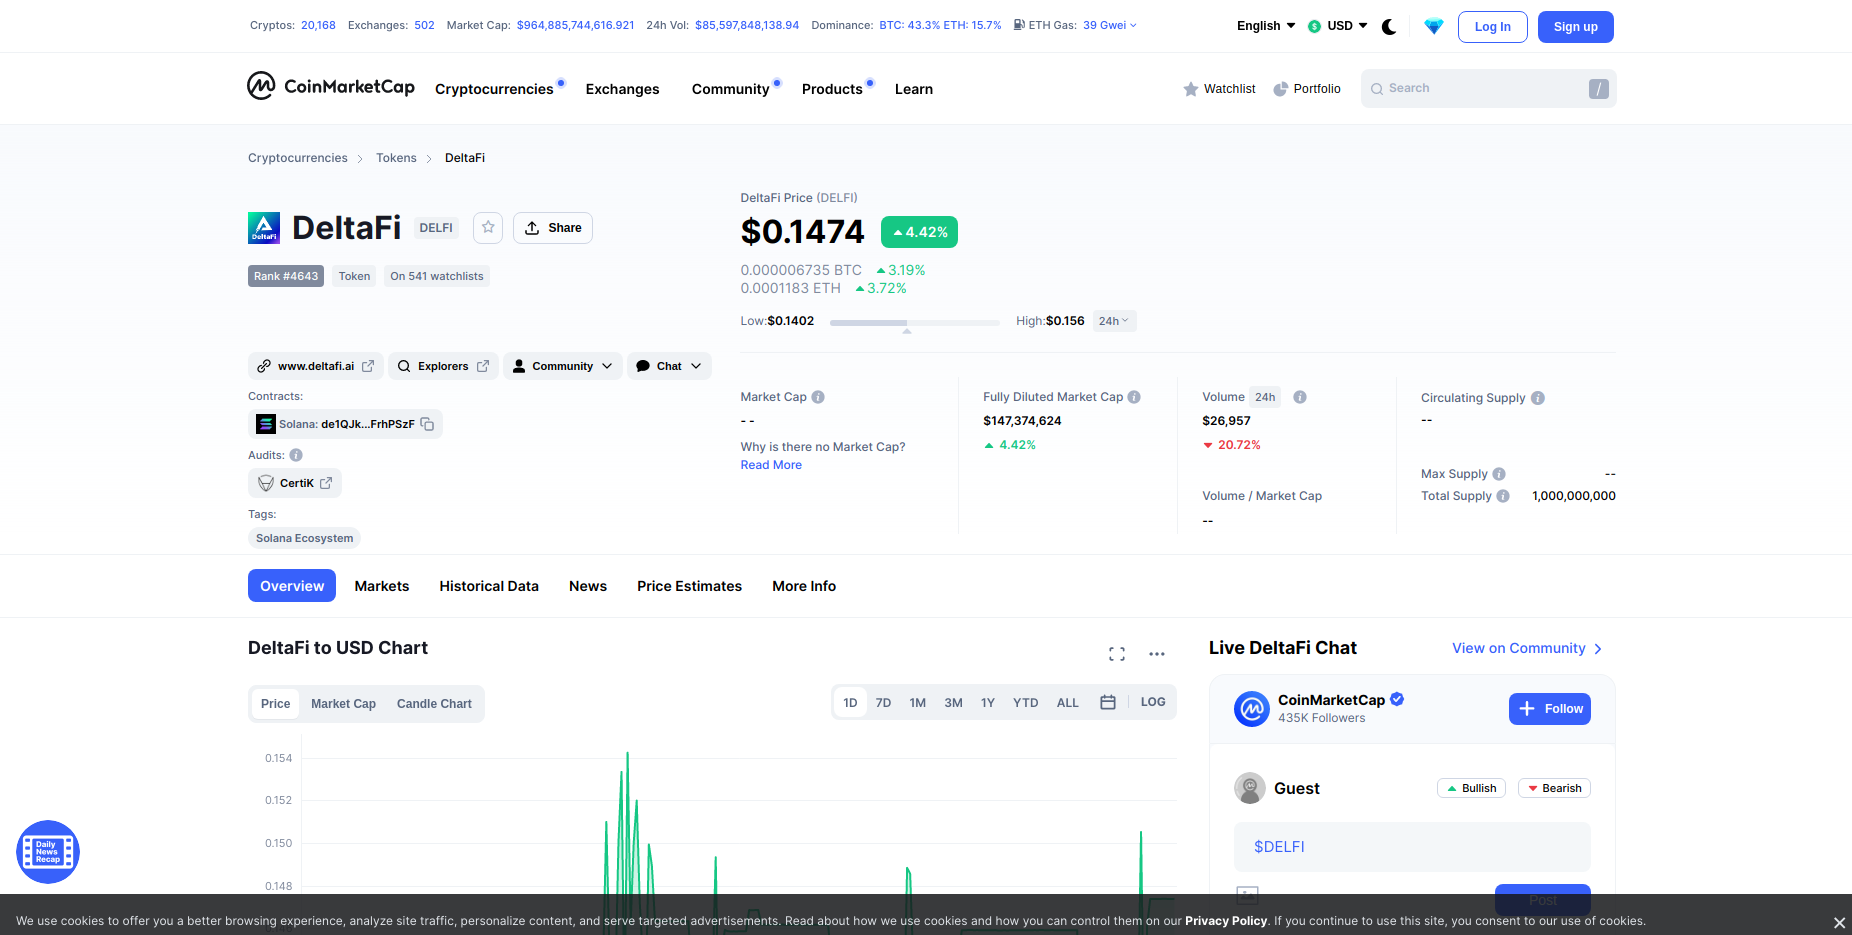 Cryptos: 20,168 Exchanges: 502 Market Cap: $964,885,744,616.921 24h Vol: $85,597,848,138.94 Dominance: BTC: 43.3% ETH: 15.7% ETH Gas: 39 Gwei
English USD Log In Sign up
CoinMarketCap Cryptocurrencies Exchanges Community Products Learn Watchlist Portfolio Search /
Cryptocurrencies Tokens DeltaFi
DeltaFi DeltaFi DELFI Share
Rank #4643 Token On 541 watchlists
DeltaFi Price (DELFI)
$0.1474 4.42%
0.000006735 BTC 3.19%
0.0001183 ETH 3.72%
Low:$0.1402 High:$0.156 24h
www.deltafi.ai Explorers Community Chat
Contracts:
Solana: de1QJk...FrhPSzF
Audits:
CertiK
Tags:
Solana Ecosystem
Market Cap
- -
Why is there no Market Cap?
Read More
Fully Diluted Market Cap
$147,374,624
4.42%
Volume 24h
$26,957
20.72%
Volume / Market Cap
--
Circulating Supply
--
Max Supply --
Total Supply 1,000,000,000
Overview Markets Historical Data News Price Estimates More Info
DeltaFi to USD Chart
Price Market Cap Candle Chart
1D 7D 1M 3M 1Y YTD ALL LOG
0.154
0.152
0.150
0.148
Live DeltaFi Chat View on Community
CoinMarketCap
435K Followers
Follow
Guest Bullish Bearish
$DELFI
Post
Daily
News
Recap
We use cookies to offer you a better browsing experience, analyze site traffic, personalize content, and serve targeted advertisements. Read about how we use cookies and how you can control them on our Privacy Policy. If you continue to use this site, you consent to our use of cookies.